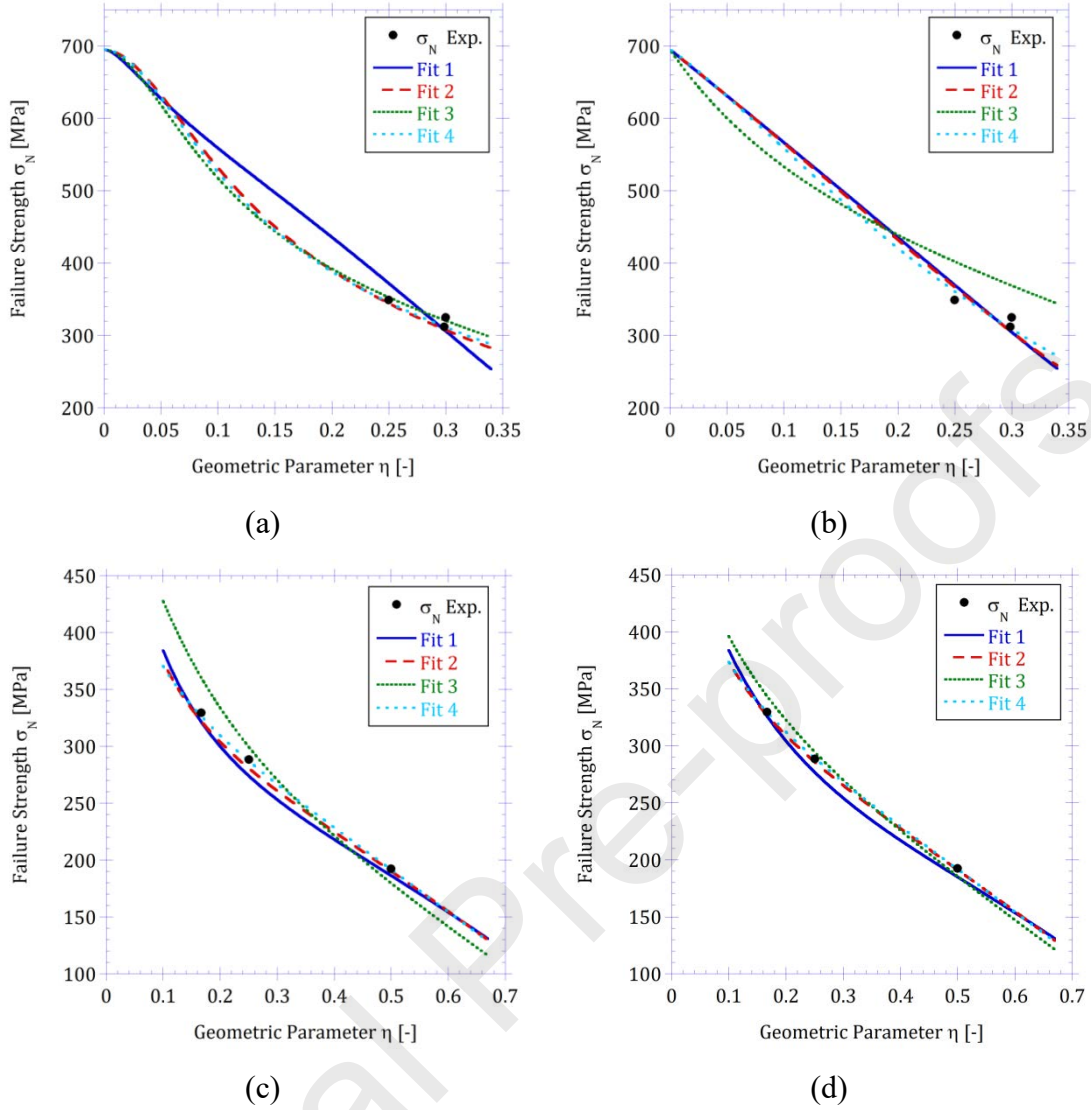 700
600
500
400
300
200
Failure Strength σN [MPa]
σN Exp.
Fit 1
Fit 2
Fit 3
Fit 4
0 0.05 0.1 0.15 0.2 0.25 0.3 0.35
Geometric Parameter η [-]
(a)
700
600
500
400
300
200
Failure Strength σN [MPa]
σN Exp.
Fit 1
Fit 2
Fit 3
Fit 4
0 0.05 0.1 0.15 0.2 0.25 0.3 0.35
Geometric Parameter η [-]
(b)
450
400
350
300
250
200
150
100
Failure Strength σN [MPa]
σN Exp.
Fit 1
Fit 2
Fit 3
Fit 4
0 0.1 0.2 0.3 0.4 0.5 0.6 0.7
Geometric Parameter η [-]
(c)
450
400
350
300
250
200
150
100
Failure Strength σN [MPa]
σN Exp.
Fit 1
Fit 2
Fit 3
Fit 4
0 0.1 0.2 0.3 0.4 0.5 0.6 0.7
Geometric Parameter η [-]
(d)
al Pre-proofs